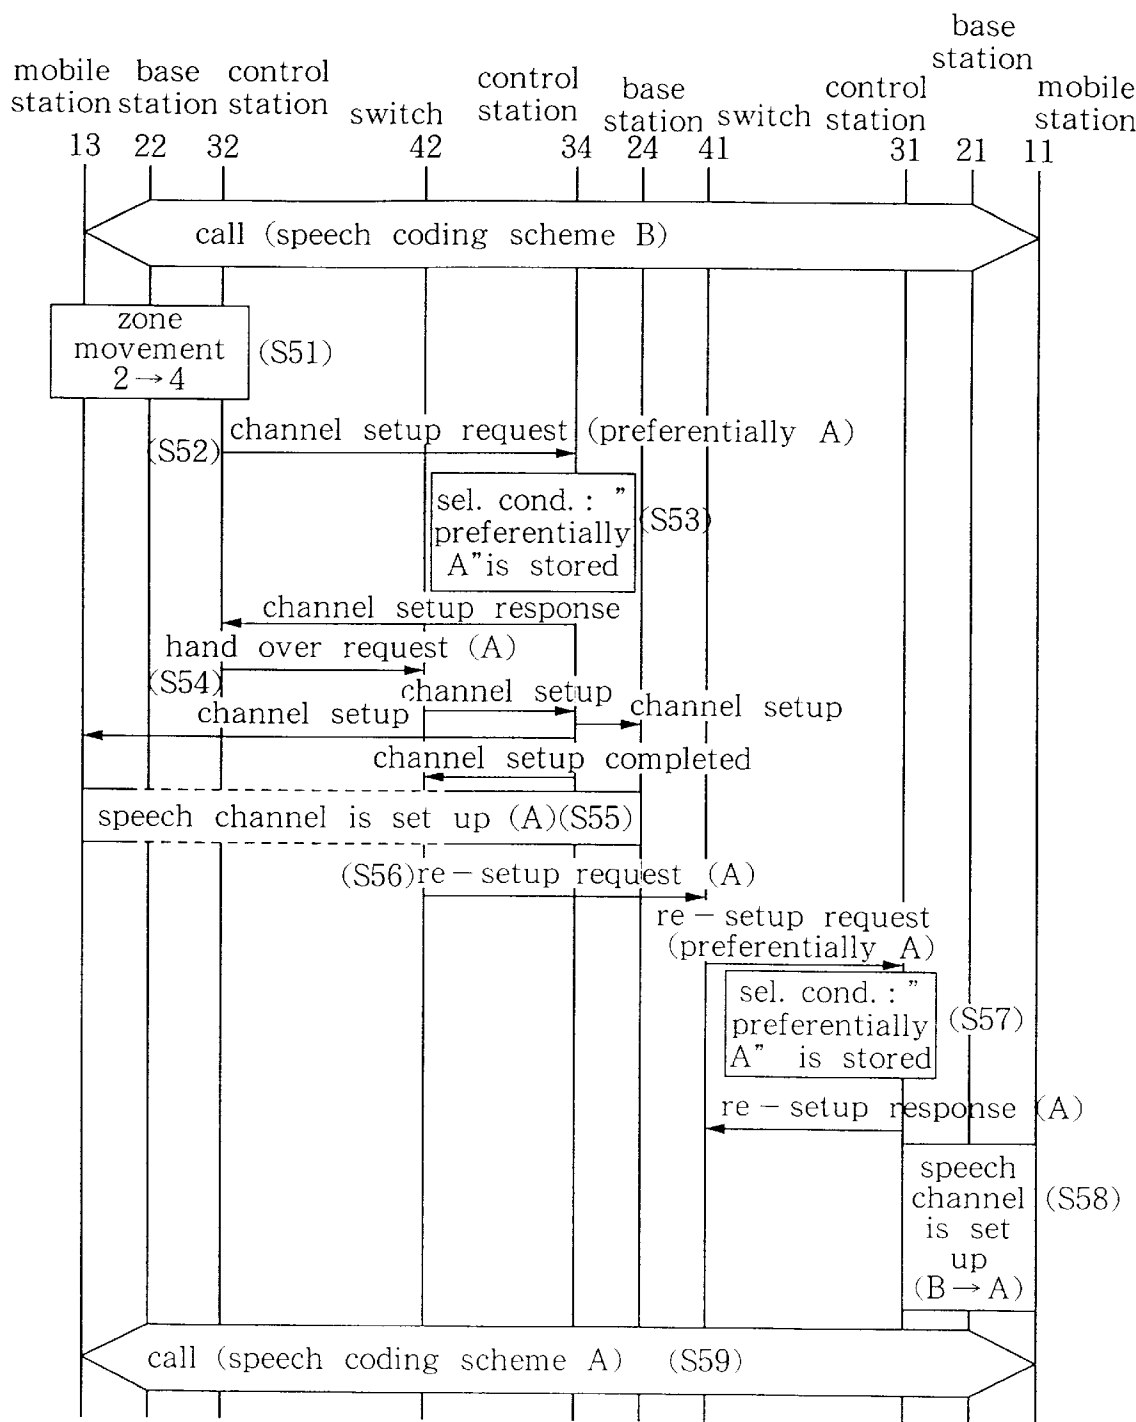 base
station
mobile
station
base
station
control
station
switch
control
station
base
station
switch
control
station
mobile
station
13 22 32 42 34 24 41 31 21 11
call (speech coding scheme B)
zone
movement
2→4
(S51)
channel setup request (preferentially A)
(S52)
sel. cond. : ”
preferentially
A”is stored
(S53)
channel setup response
hand over request (A)
(S54)
channel setup
channel setup
channel setup
channel setup completed
speech channel is set up (A)(S55)
(S56)re－setup request (A)
re－setup request
(preferentially A)
sel. cond. : ”
preferentially
A” is stored
(S57)
re－setup response (A)
speech
channel
is set
up
(B→A)
(S58)
call (speech coding scheme A) (S59)